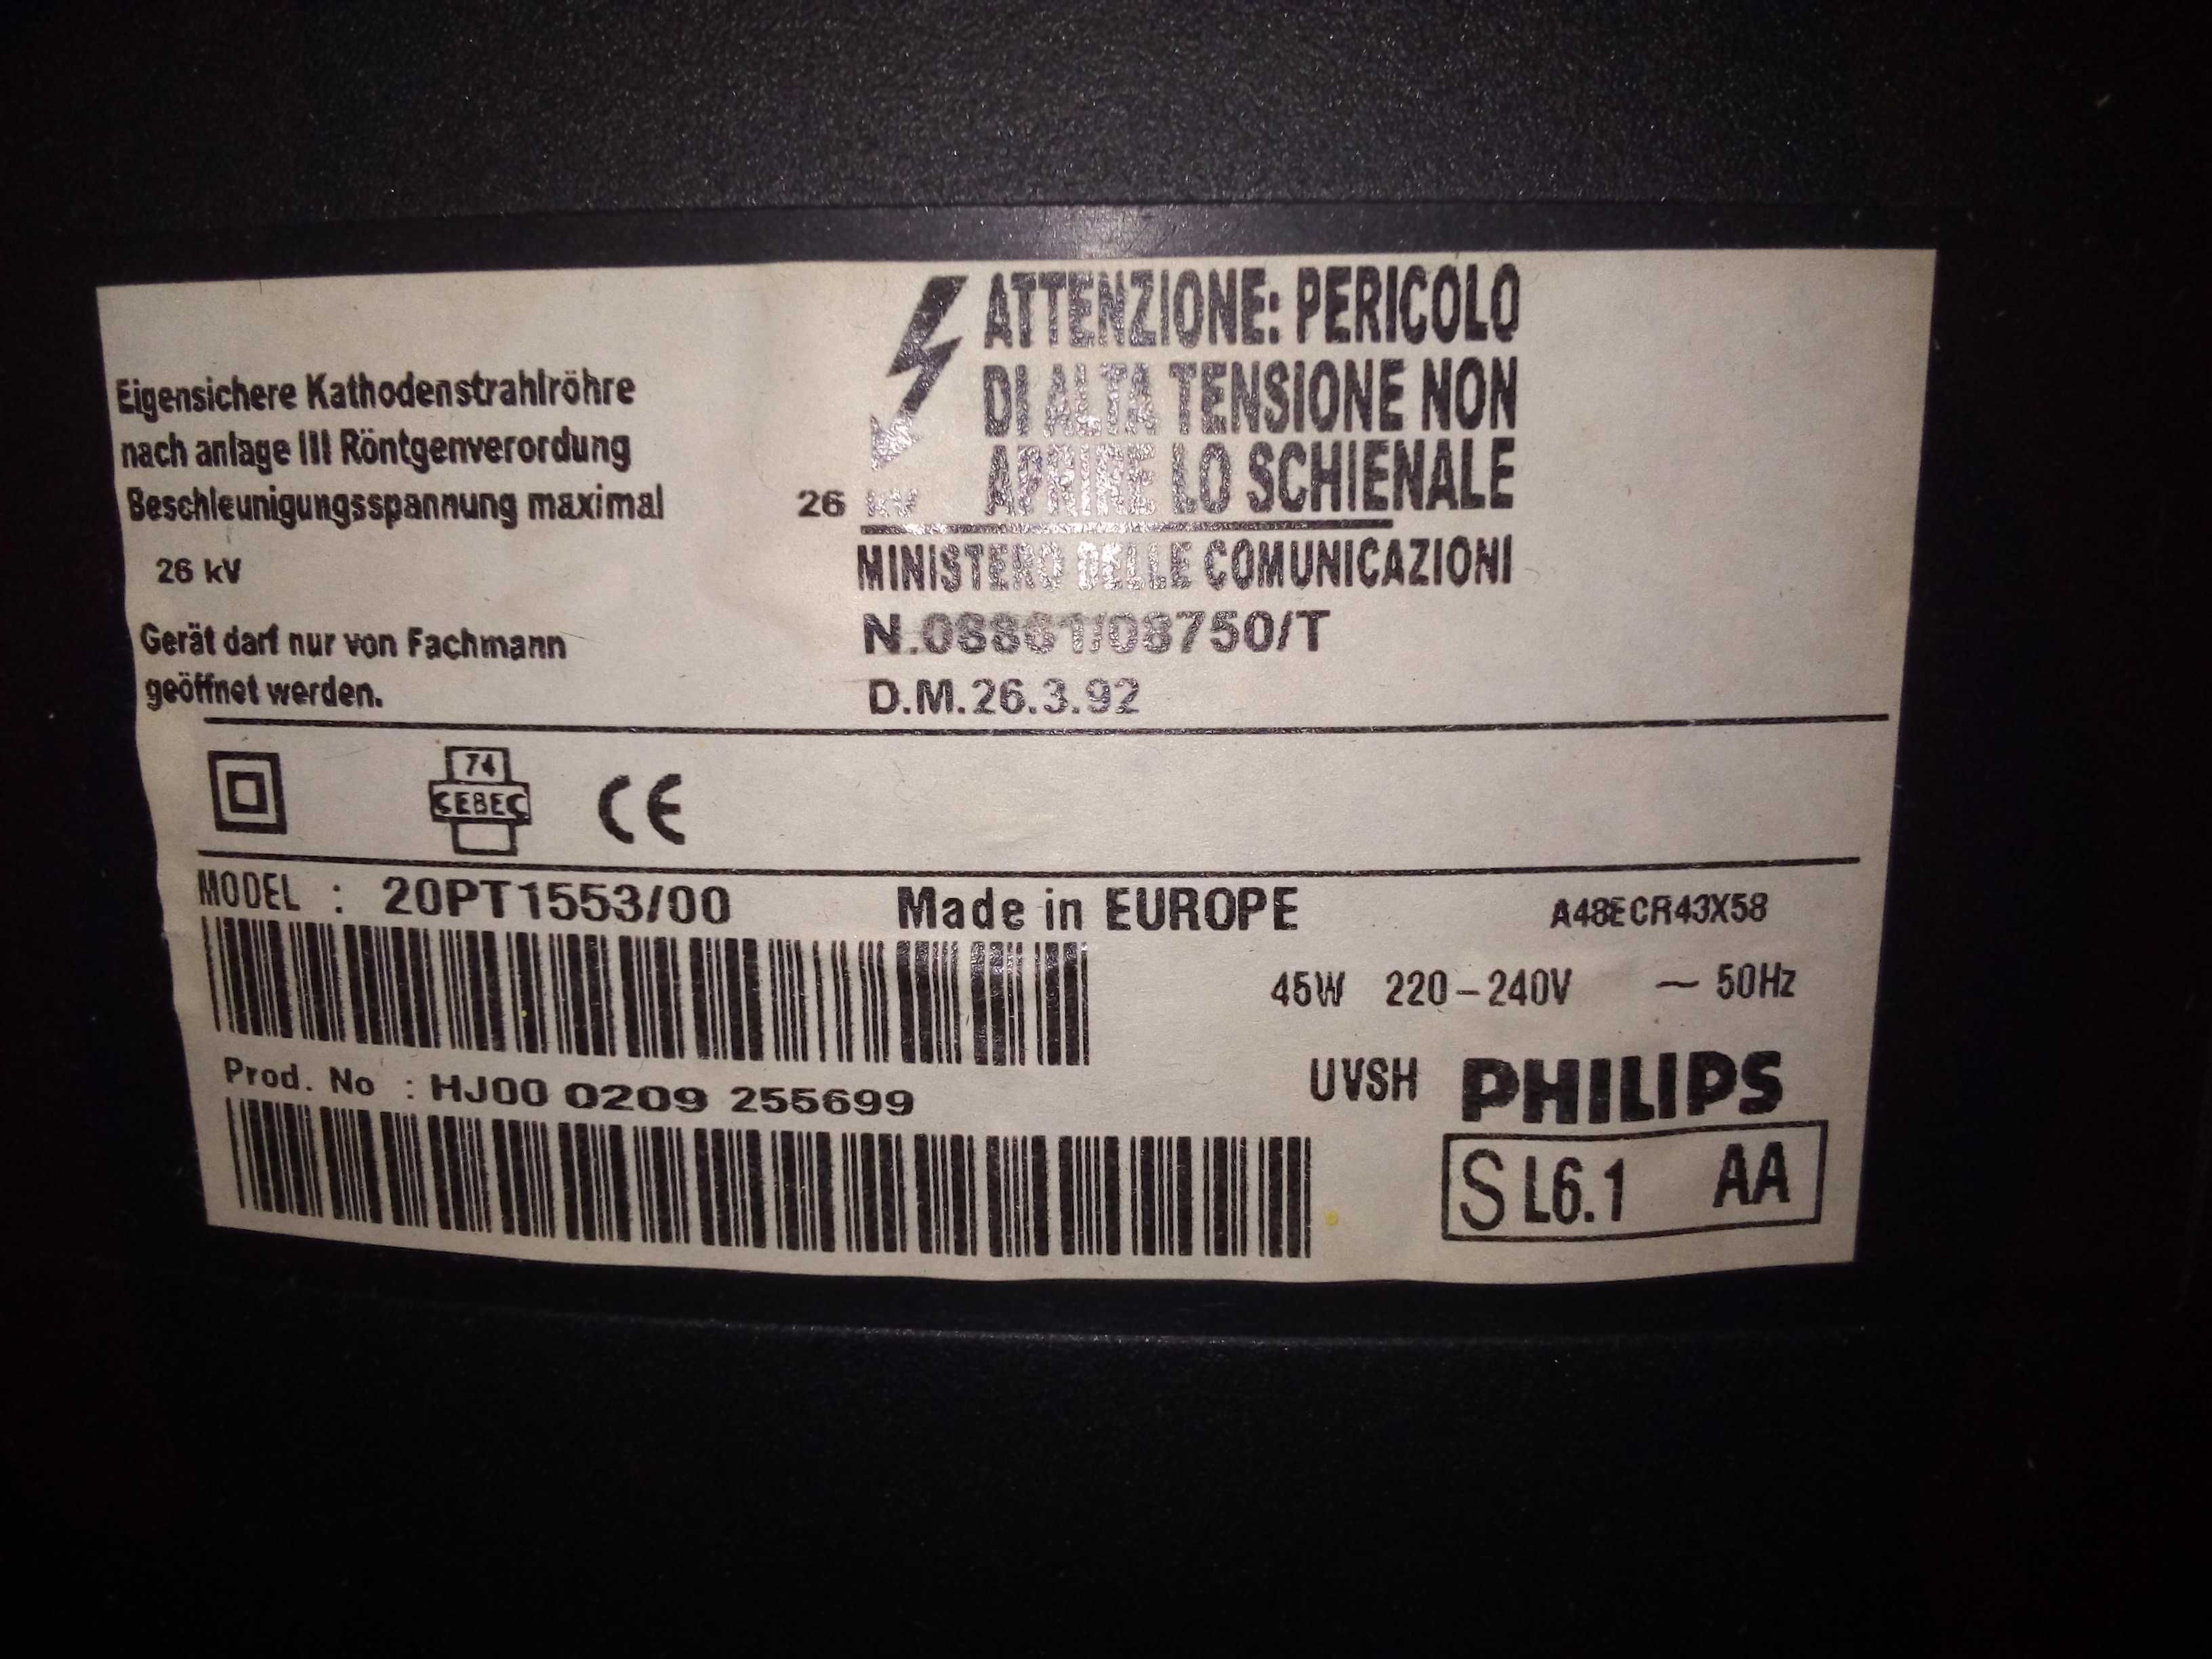 Eigensichere Kathodenstrahlröhre
nach anlage III Röntgenverordung
Beschleunigungsspannung maximal
26 kV
Gerät darf nur von Fachmann
geöffnet werden.
ATTENZIONE: PERICOLO
DI ALTA TENSIONE NON
26 kV APRIRE LO SCHIENALE
MINISTERO DELLE COMUNICAZIONI
N.08861/08750/T
D.M.26.3.92
74
CEBEC
CE
MODEL : 20PT1553/00 Made in EUROPE A48ECR43X58
45W 220-240V ~ 50Hz
Prod. No : HJ00 0209 255699
UVSH PHILIPS
S L6.1 AA